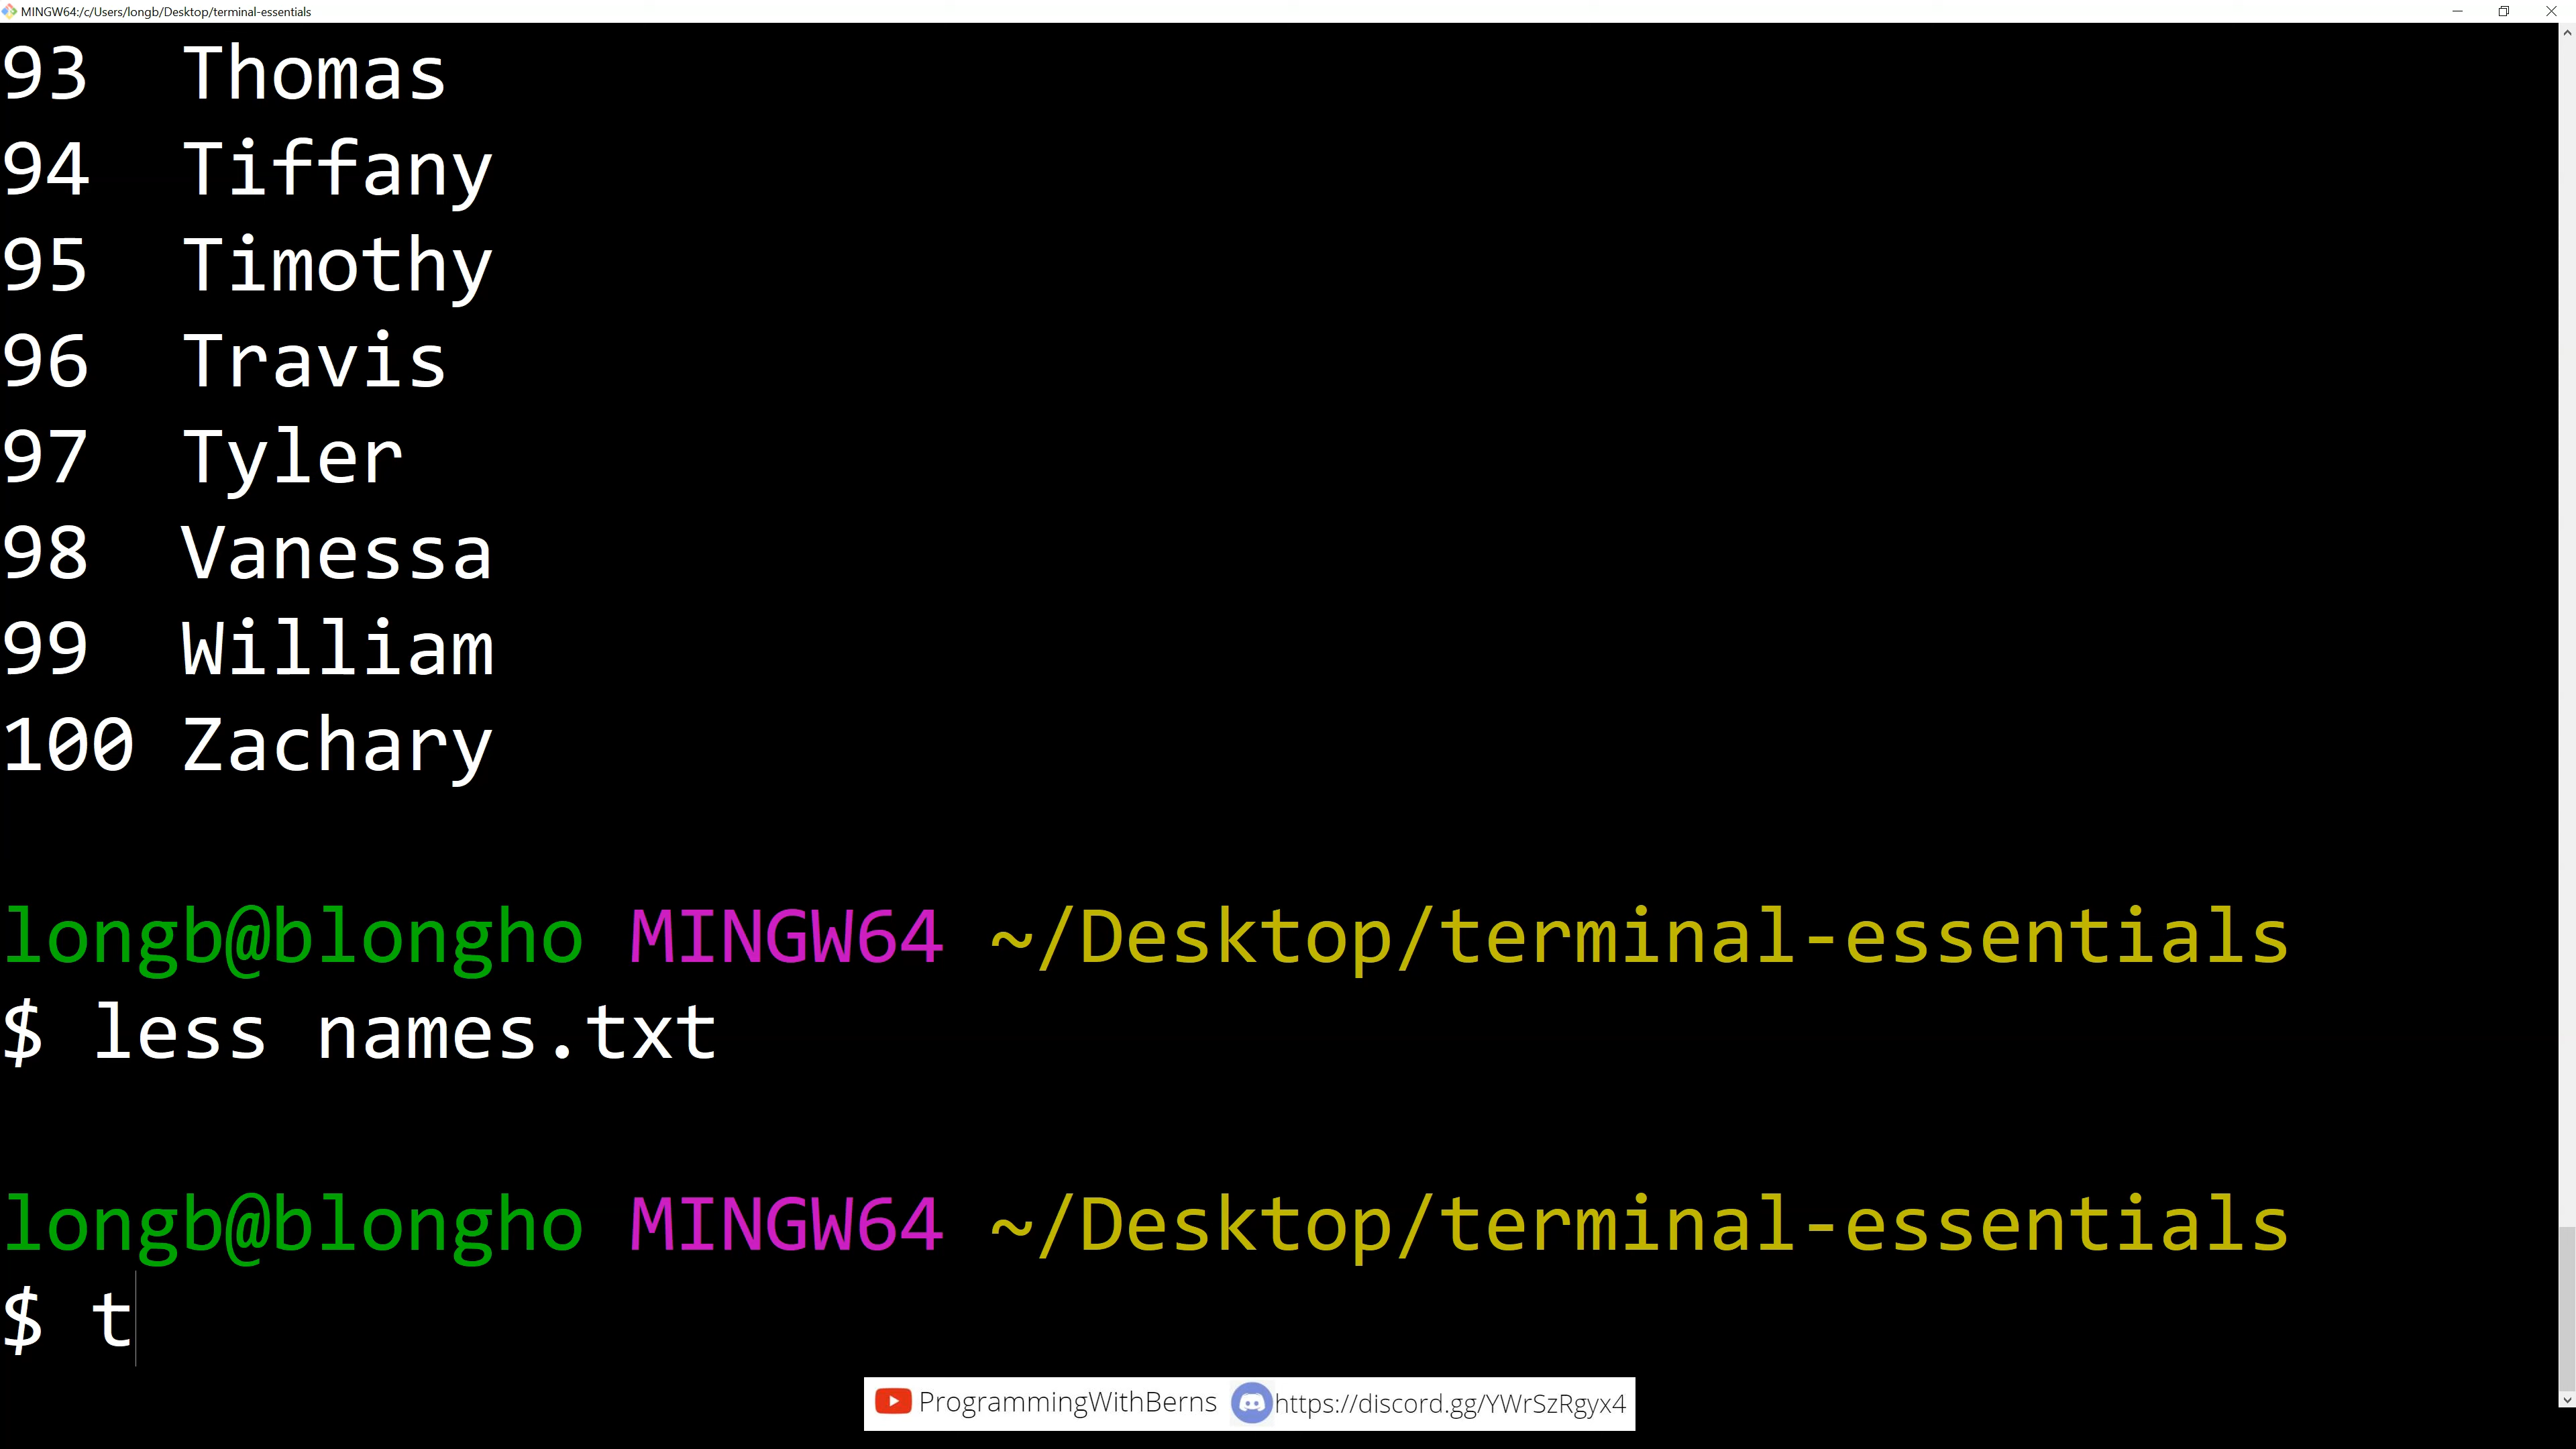 MINGW64:/c/Users/longb/Desktop/terminal-essentials
93 Thomas
94 Tiffany
95 Timothy
96 Travis
97 Tyler
98 Vanessa
99 William
100 Zachary
longb@blongho MINGW64 ~/Desktop/terminal-essentials
$ less names.txt
longb@blongho MINGW64 ~/Desktop/terminal-essentials
$ t
ProgrammingWithBerns https://discord.gg/YWrSzRgyx4